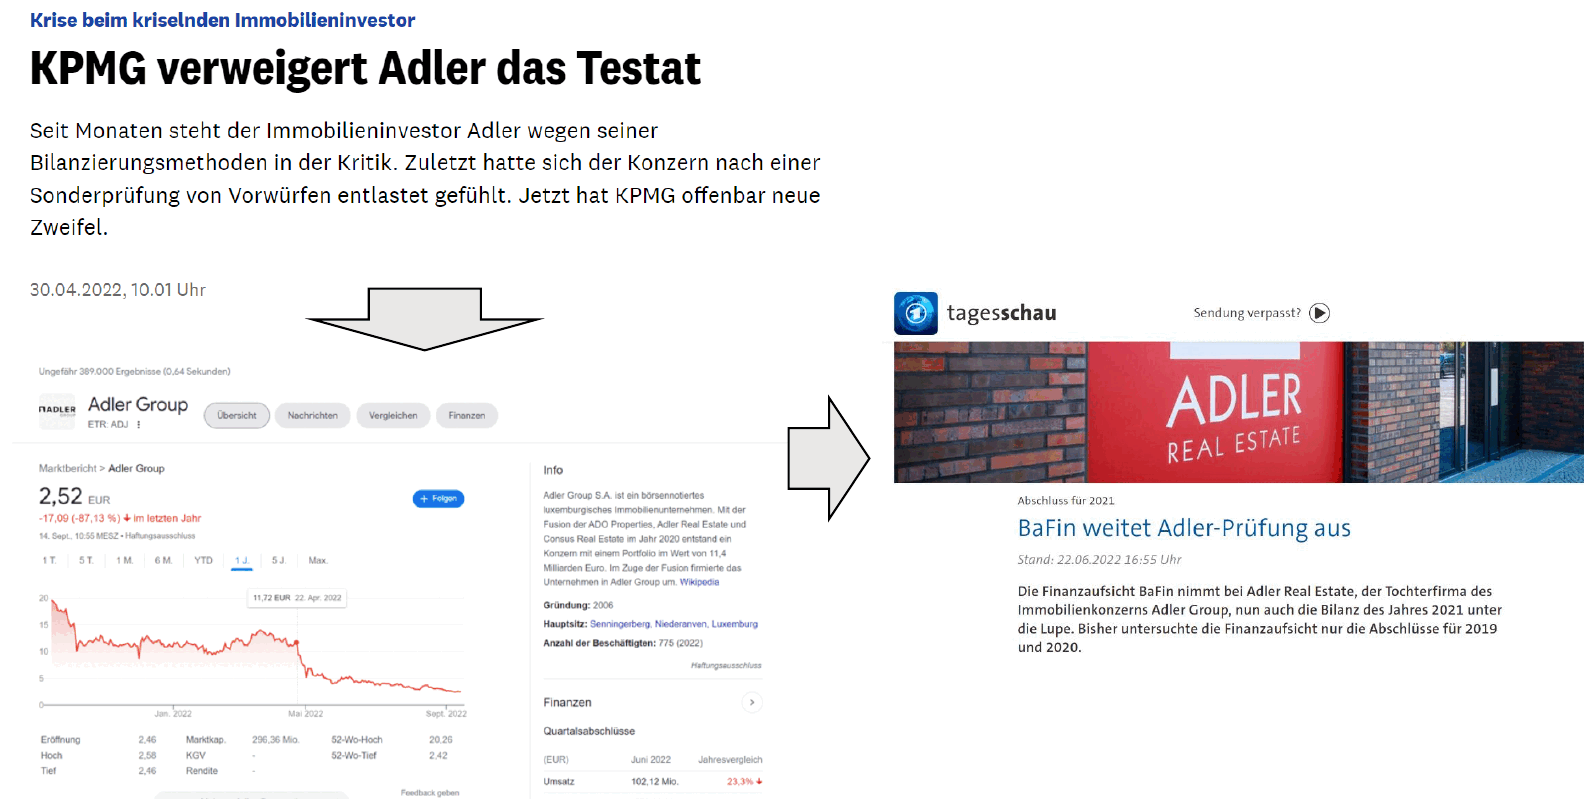 Krise beim kriselnden Immobilieninvestor
KPMG verweigert Adler das Testat
Seit Monaten steht der Immobilieninvestor Adler wegen seiner
Bilanzierungsmethoden in der Kritik. Zuletzt hatte sich der Konzern nach einer
Sonderprüfung von Vorwürfen entlastet gefühlt. Jetzt hat KPMG offenbar neue
Zweifel.
30.04.2022, 10.01 Uhr
Ungefähr 389.000 Ergebnisse (0,64 Sekunden)
ADLER
GROUP
Adler Group
ETR: ADJ
Übersicht
Nachrichten
Vergleichen
Finanzen
Marktbericht > Adler Group
2,52 EUR
+ Folgen
-17,09 (-87,13 %) ↓ im letzten Jahr
14. Sept., 10:55 MESZ • Haftungsausschluss
1 T. 5 T. 1 M. 6 M. YTD 1 J. 5 J. Max.
11,72 EUR 22. Apr. 2022
20
15
10
5
0
Jan. 2022 Mai 2022 Sept. 2022
Eröffnung 2,46 Marktkap. 296,36 Mio. 52-Wo-Hoch 20,26
Hoch 2,58 KGV - 52-Wo-Tief 2,42
Tief 2,46 Rendite -
Feedback geben
Info
Adler Group S.A. ist ein börsennotiertes
luxemburgisches Immobilienunternehmen. Mit der
Fusion der ADO Properties, Adler Real Estate und
Consus Real Estate im Jahr 2020 entstand ein
Konzern mit einem Portfolio im Wert von 11,4
Milliarden Euro. Im Zuge der Fusion firmierte das
Unternehmen in Adler Group um. Wikipedia
Gründung: 2006
Hauptsitz: Senningerberg, Niederanven, Luxemburg
Anzahl der Beschäftigten: 775 (2022)
Haftungsausschluss
Finanzen
Quartalsabschlüsse
(EUR) Juni 2022 Jahresvergleich
Umsatz 102,12 Mio. 23,3% ↓
tagesschau
Sendung verpasst?
ADLER
REAL ESTATE
Abschluss für 2021
BaFin weitet Adler-Prüfung aus
Stand: 22.06.2022 16:55 Uhr
Die Finanzaufsicht BaFin nimmt bei Adler Real Estate, der Tochterfirma des
Immobilienkonzerns Adler Group, nun auch die Bilanz des Jahres 2021 unter
die Lupe. Bisher untersuchte die Finanzaufsicht nur die Abschlüsse für 2019
und 2020.